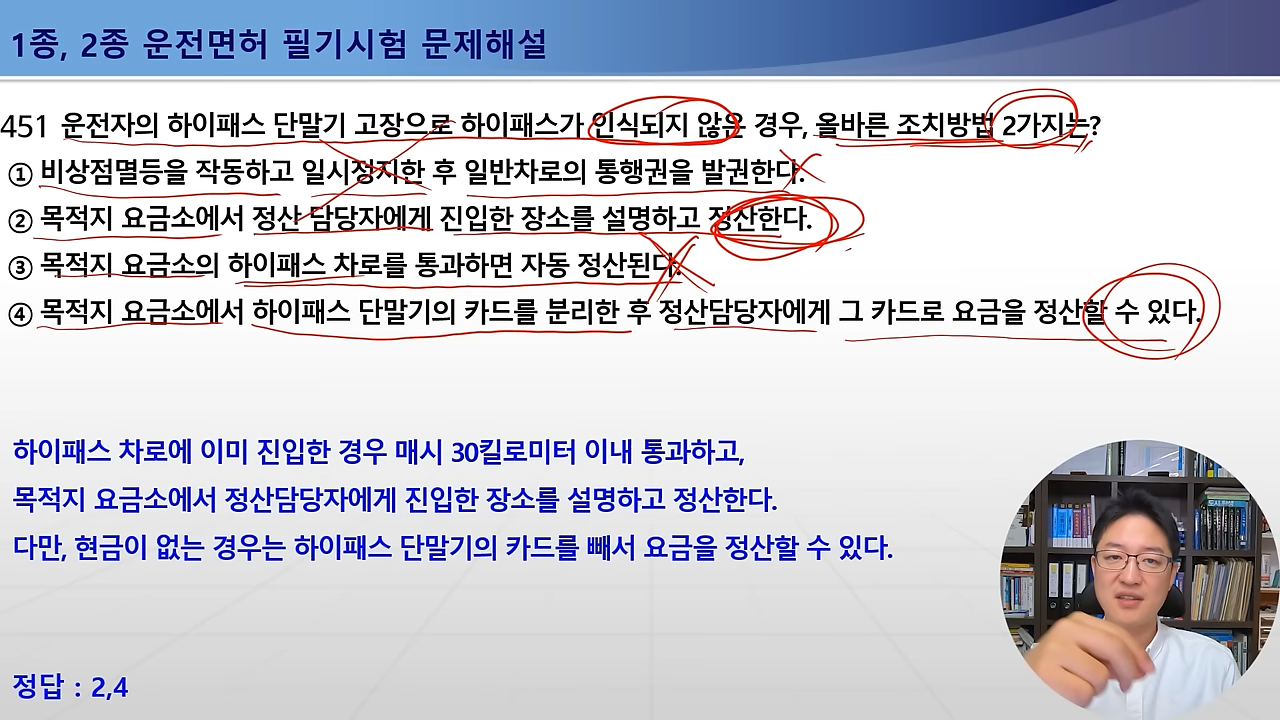 1종, 2종 운전면허 필기시험 문제해설
451 운전자의 하이패스 단말기 고장으로 하이패스가 인식되지 않은 경우, 올바른 조치방법 2가지는?
① 비상점멸등을 작동하고 일시정지한 후 일반차로의 통행권을 발권한다.
② 목적지 요금소에서 정산 담당자에게 진입한 장소를 설명하고 정산한다.
③ 목적지 요금소의 하이패스 차로를 통과하면 자동 정산된다.
④ 목적지 요금소에서 하이패스 단말기의 카드를 분리한 후 정산담당자에게 그 카드로 요금을 정산할 수 있다.
하이패스 차로에 이미 진입한 경우 매시 30킬로미터 이내 통과하고,
목적지 요금소에서 정산담당자에게 진입한 장소를 설명하고 정산한다.
다만, 현금이 없는 경우는 하이패스 단말기의 카드를 빼서 요금을 정산할 수 있다.
정답 : 2,4